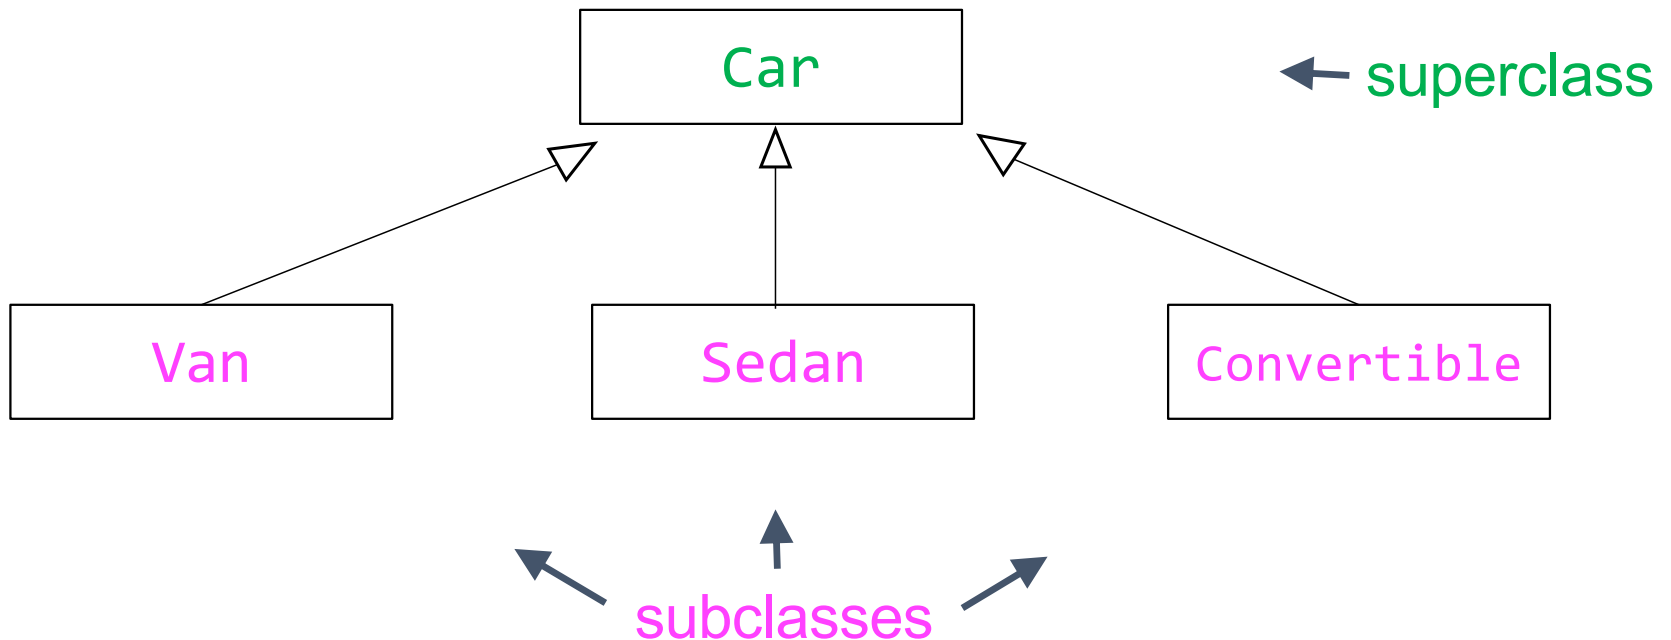 Car
superclass
Van
Sedan
Convertible
subclasses